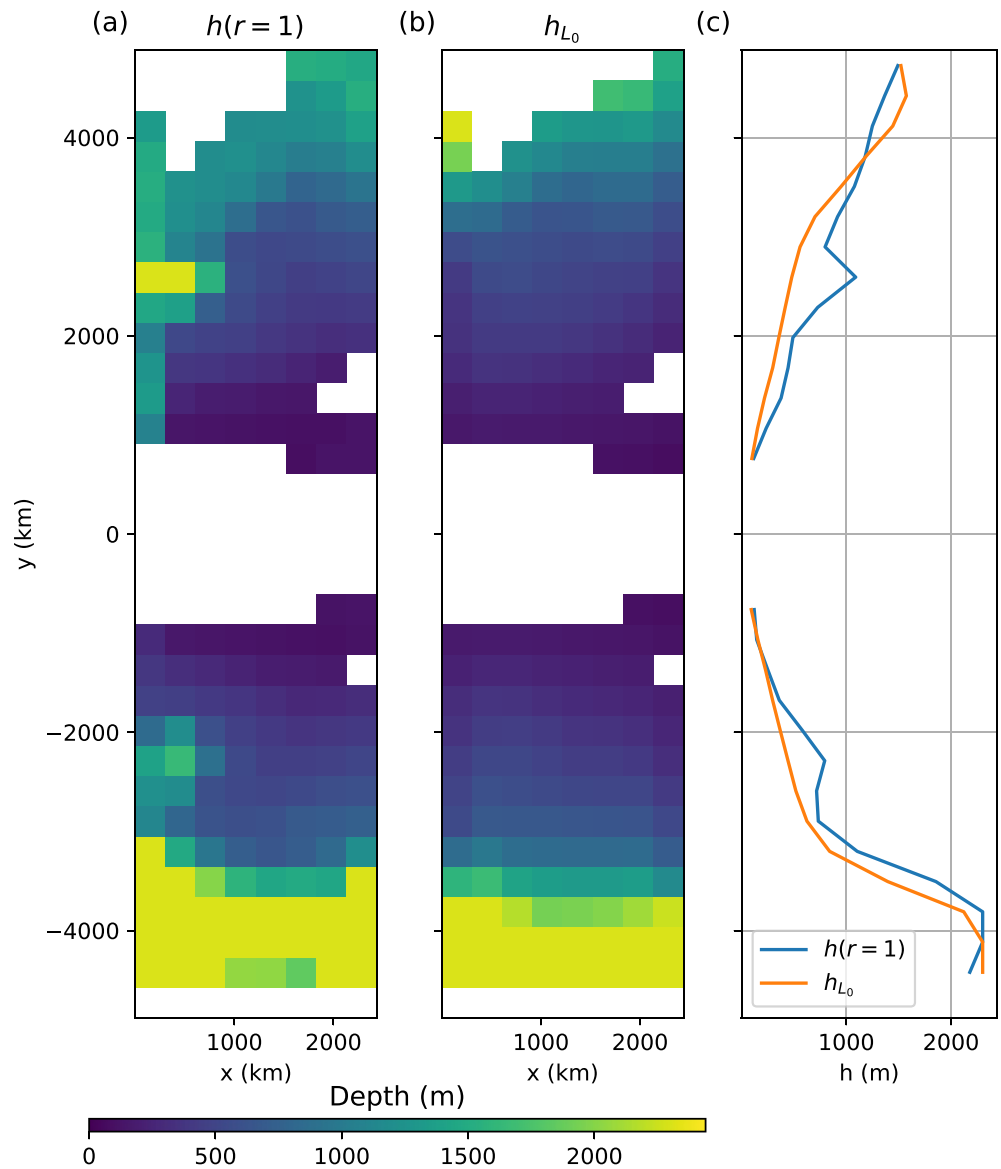 (a) h(r = 1)
(b) h_{L_0}
(c)
y (km)
4000
2000
0
−2000
−4000
1000 2000
x (km)
1000 2000
x (km)
h(r = 1)
h_{L_0}
1000 2000
h (m)
Depth (m)
0 500 1000 1500 2000